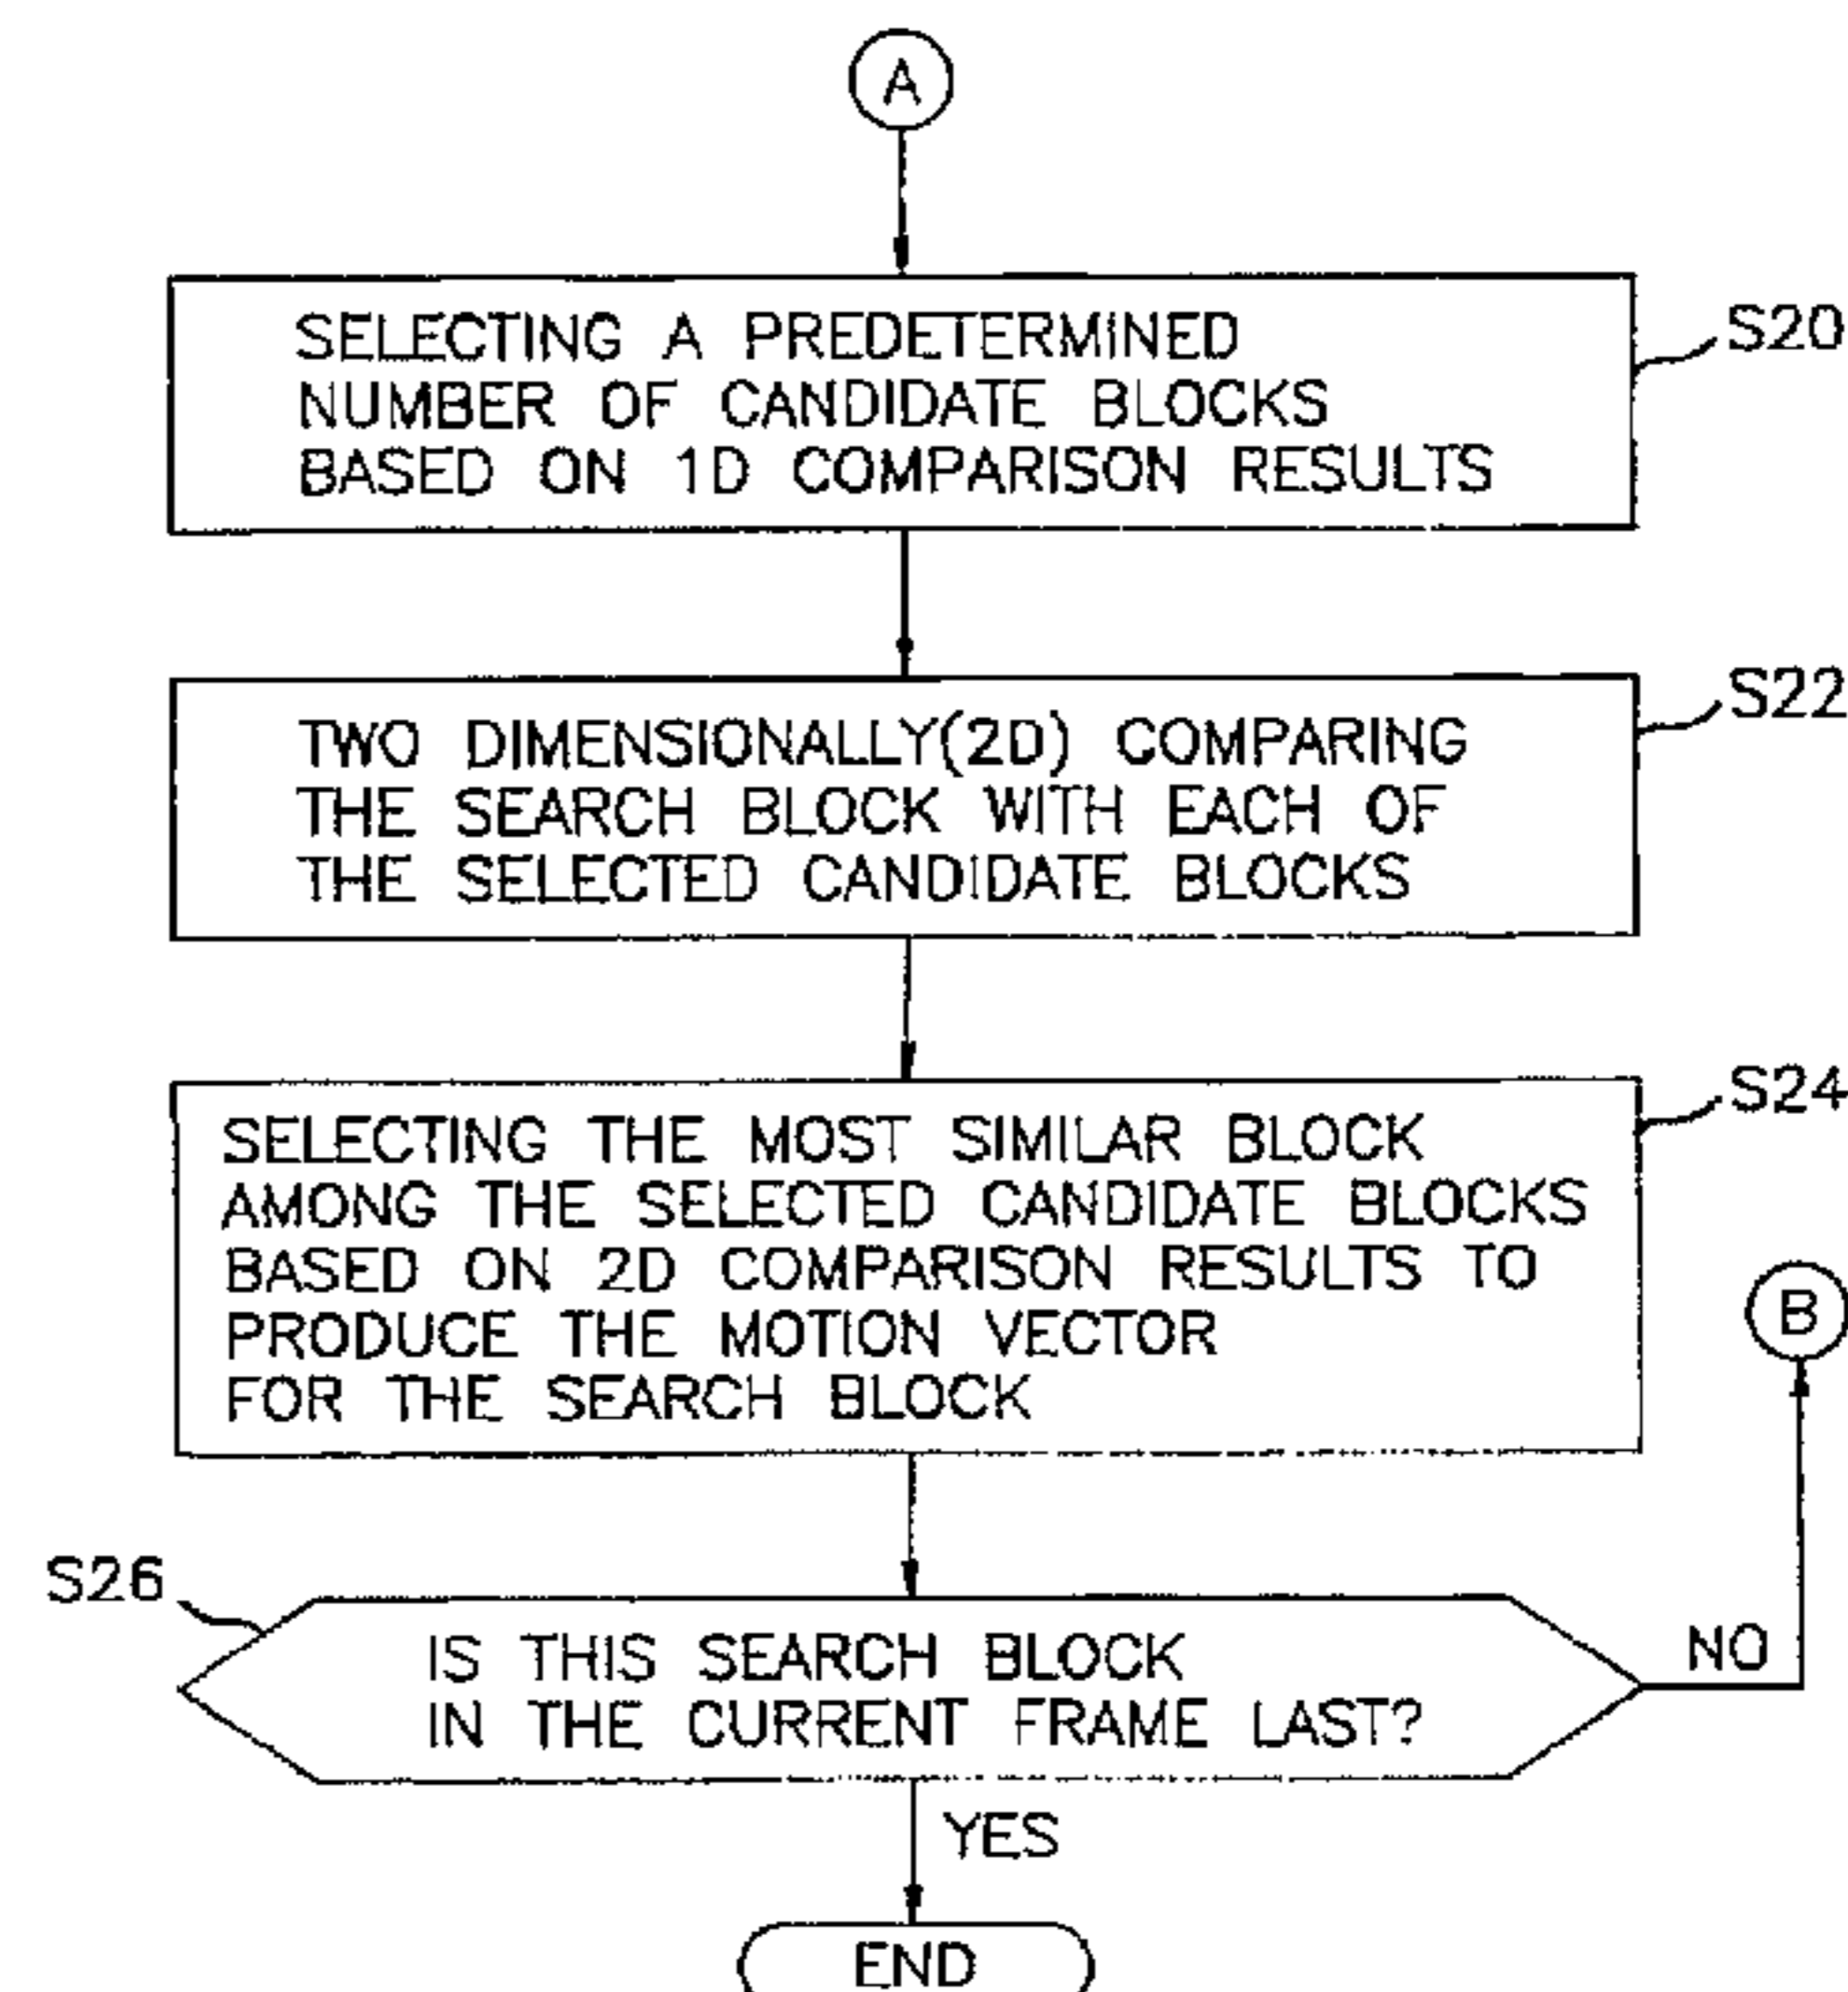 A
SELECTING A PREDETERMINED
NUMBER OF CANDIDATE BLOCKS
BASED ON 1D COMPARISON RESULTS
S20
TWO DIMENSIONALLY(2D) COMPARING
THE SEARCH BLOCK WITH EACH OF
THE SELECTED CANDIDATE BLOCKS
S22
SELECTING THE MOST SIMILAR BLOCK
AMONG THE SELECTED CANDIDATE BLOCKS
BASED ON 2D COMPARISON RESULTS TO
PRODUCE THE MOTION VECTOR
FOR THE SEARCH BLOCK
S24
B
S26
IS THIS SEARCH BLOCK
IN THE CURRENT FRAME LAST?
NO
YES
END